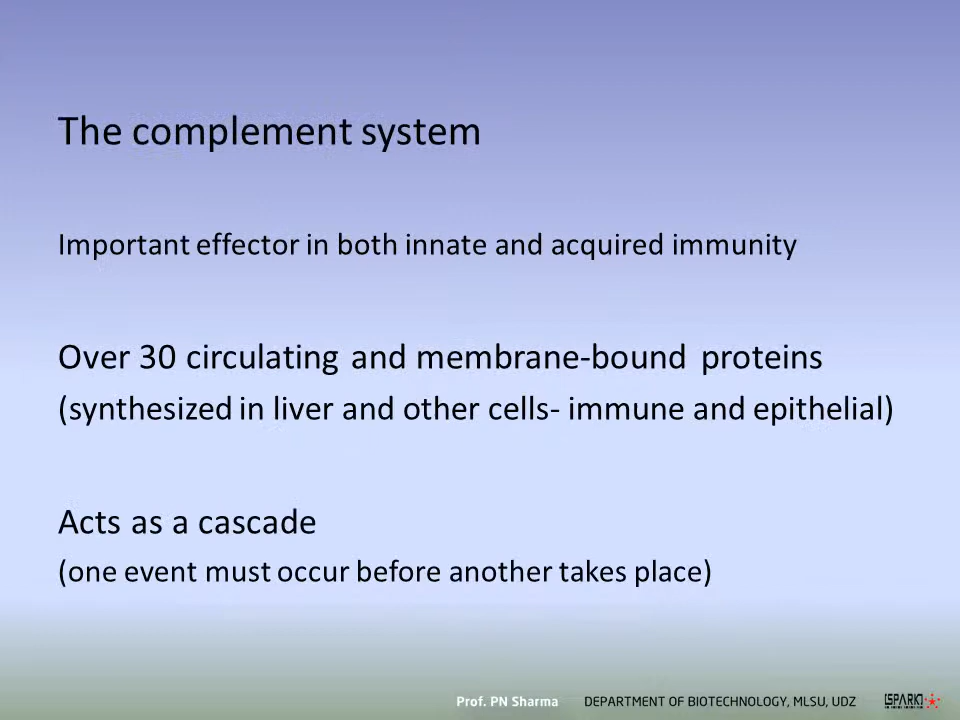 The complement system
Important effector in both innate and acquired immunity
Over 30 circulating and membrane-bound proteins
(synthesized in liver and other cells- immune and epithelial)
Acts as a cascade
(one event must occur before another takes place)
Prof. PN Sharma DEPARTMENT OF BIOTECHNOLOGY, MLSU, UDZ SPARK